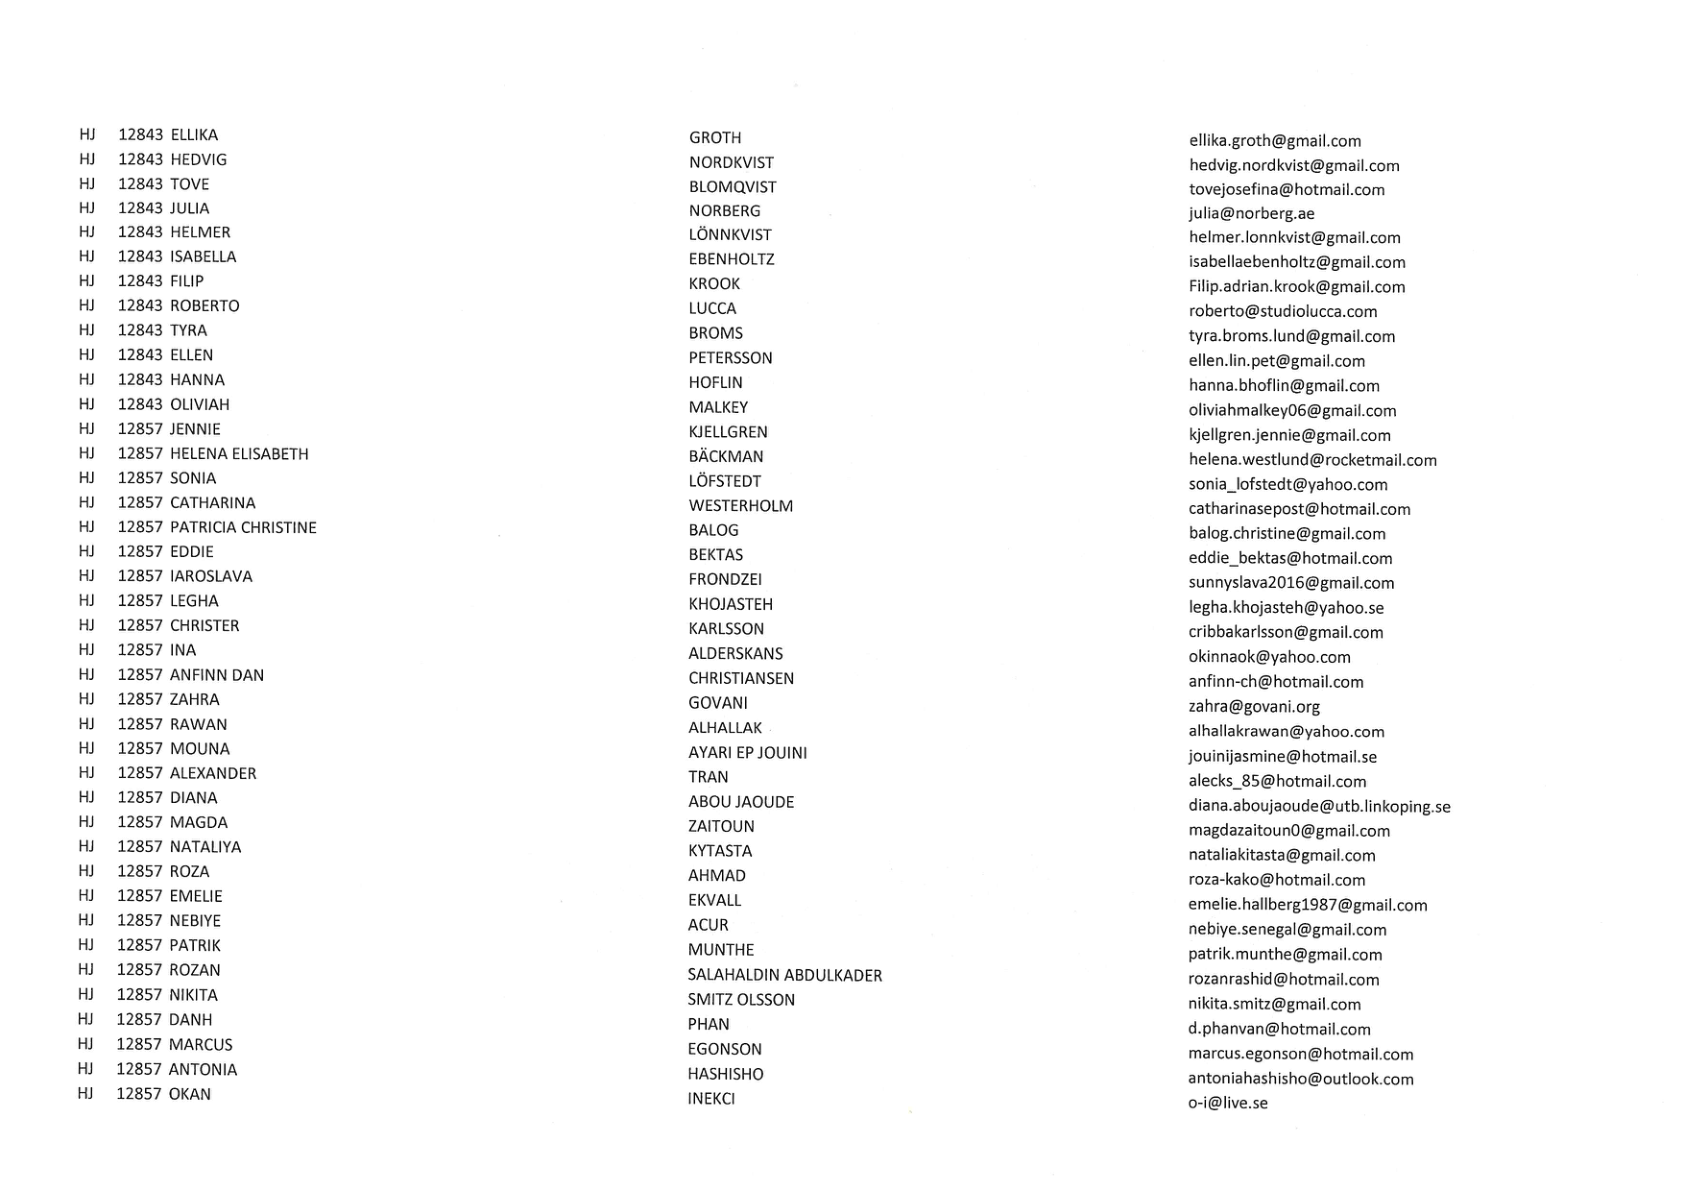 HJ 12843 ELLIKA GROTH ellika.groth@gmail.com
HJ 12843 HEDVIG NORDKVIST hedvig.nordkvist@gmail.com
HJ 12843 TOVE BLOMQVIST tovejosefina@hotmail.com
HJ 12843 JULIA NORBERG julia@norberg.ae
HJ 12843 HELMER LÖNNKVIST helmer.lonnkvist@gmail.com
HJ 12843 ISABELLA EBENHOLTZ isabellaebenholtz@gmail.com
HJ 12843 FILIP KROOK Filip.adrian.krook@gmail.com
HJ 12843 ROBERTO LUCCA roberto@studiolucca.com
HJ 12843 TYRA BROMS tyra.broms.lund@gmail.com
HJ 12843 ELLEN PETERSSON ellen.lin.pet@gmail.com
HJ 12843 HANNA HOFLIN hanna.bhoflin@gmail.com
HJ 12843 OLIVIAH MALKEY oliviahmalkey06@gmail.com
HJ 12857 JENNIE KJELLGREN kjellgren.jennie@gmail.com
HJ 12857 HELENA ELISABETH BÄCKMAN helena.westlund@rocketmail.com
HJ 12857 SONIA LÖFSTEDT sonia_lofstedt@yahoo.com
HJ 12857 CATHARINA WESTERHOLM catharinasepost@hotmail.com
HJ 12857 PATRICIA CHRISTINE BALOG balog.christine@gmail.com
HJ 12857 EDDIE BEKTAS eddie_bektas@hotmail.com
HJ 12857 IAROSLAVA FRONDZEI sunnyslava2016@gmail.com
HJ 12857 LEGHA KHOJASTEH legha.khojasteh@yahoo.se
HJ 12857 CHRISTER KARLSSON cribbakarlsson@gmail.com
HJ 12857 INA ALDERSKANS okinnaok@yahoo.com
HJ 12857 ANFINN DAN CHRISTIANSEN anfinn-ch@hotmail.com
HJ 12857 ZAHRA GOVANI zahra@govani.org
HJ 12857 RAWAN ALHALLAK alhallakrawan@yahoo.com
HJ 12857 MOUNA AYARI EP JOUINI jouinijasmine@hotmail.se
HJ 12857 ALEXANDER TRAN alecks_85@hotmail.com
HJ 12857 DIANA ABOU JAOUDE diana.aboujaoude@utb.linkoping.se
HJ 12857 MAGDA ZAITOUN magdazaitoun0@gmail.com
HJ 12857 NATALIYA KYTASTA nataliakitasta@gmail.com
HJ 12857 ROZA AHMAD roza-kako@hotmail.com
HJ 12857 EMELIE EKVALL emelie.hallberg1987@gmail.com
HJ 12857 NEBIYE ACUR nebiye.senegal@gmail.com
HJ 12857 PATRIK MUNTHE patrik.munthe@gmail.com
HJ 12857 ROZAN SALAHALDIN ABDULKADER rozanrashid@hotmail.com
HJ 12857 NIKITA SMITZ OLSSON nikita.smitz@gmail.com
HJ 12857 DANH PHAN d.phanvan@hotmail.com
HJ 12857 MARCUS EGONSON marcus.egonson@hotmail.com
HJ 12857 ANTONIA HASHISHO antoniahashisho@outlook.com
HJ 12857 OKAN INEKCI o-i@live.se